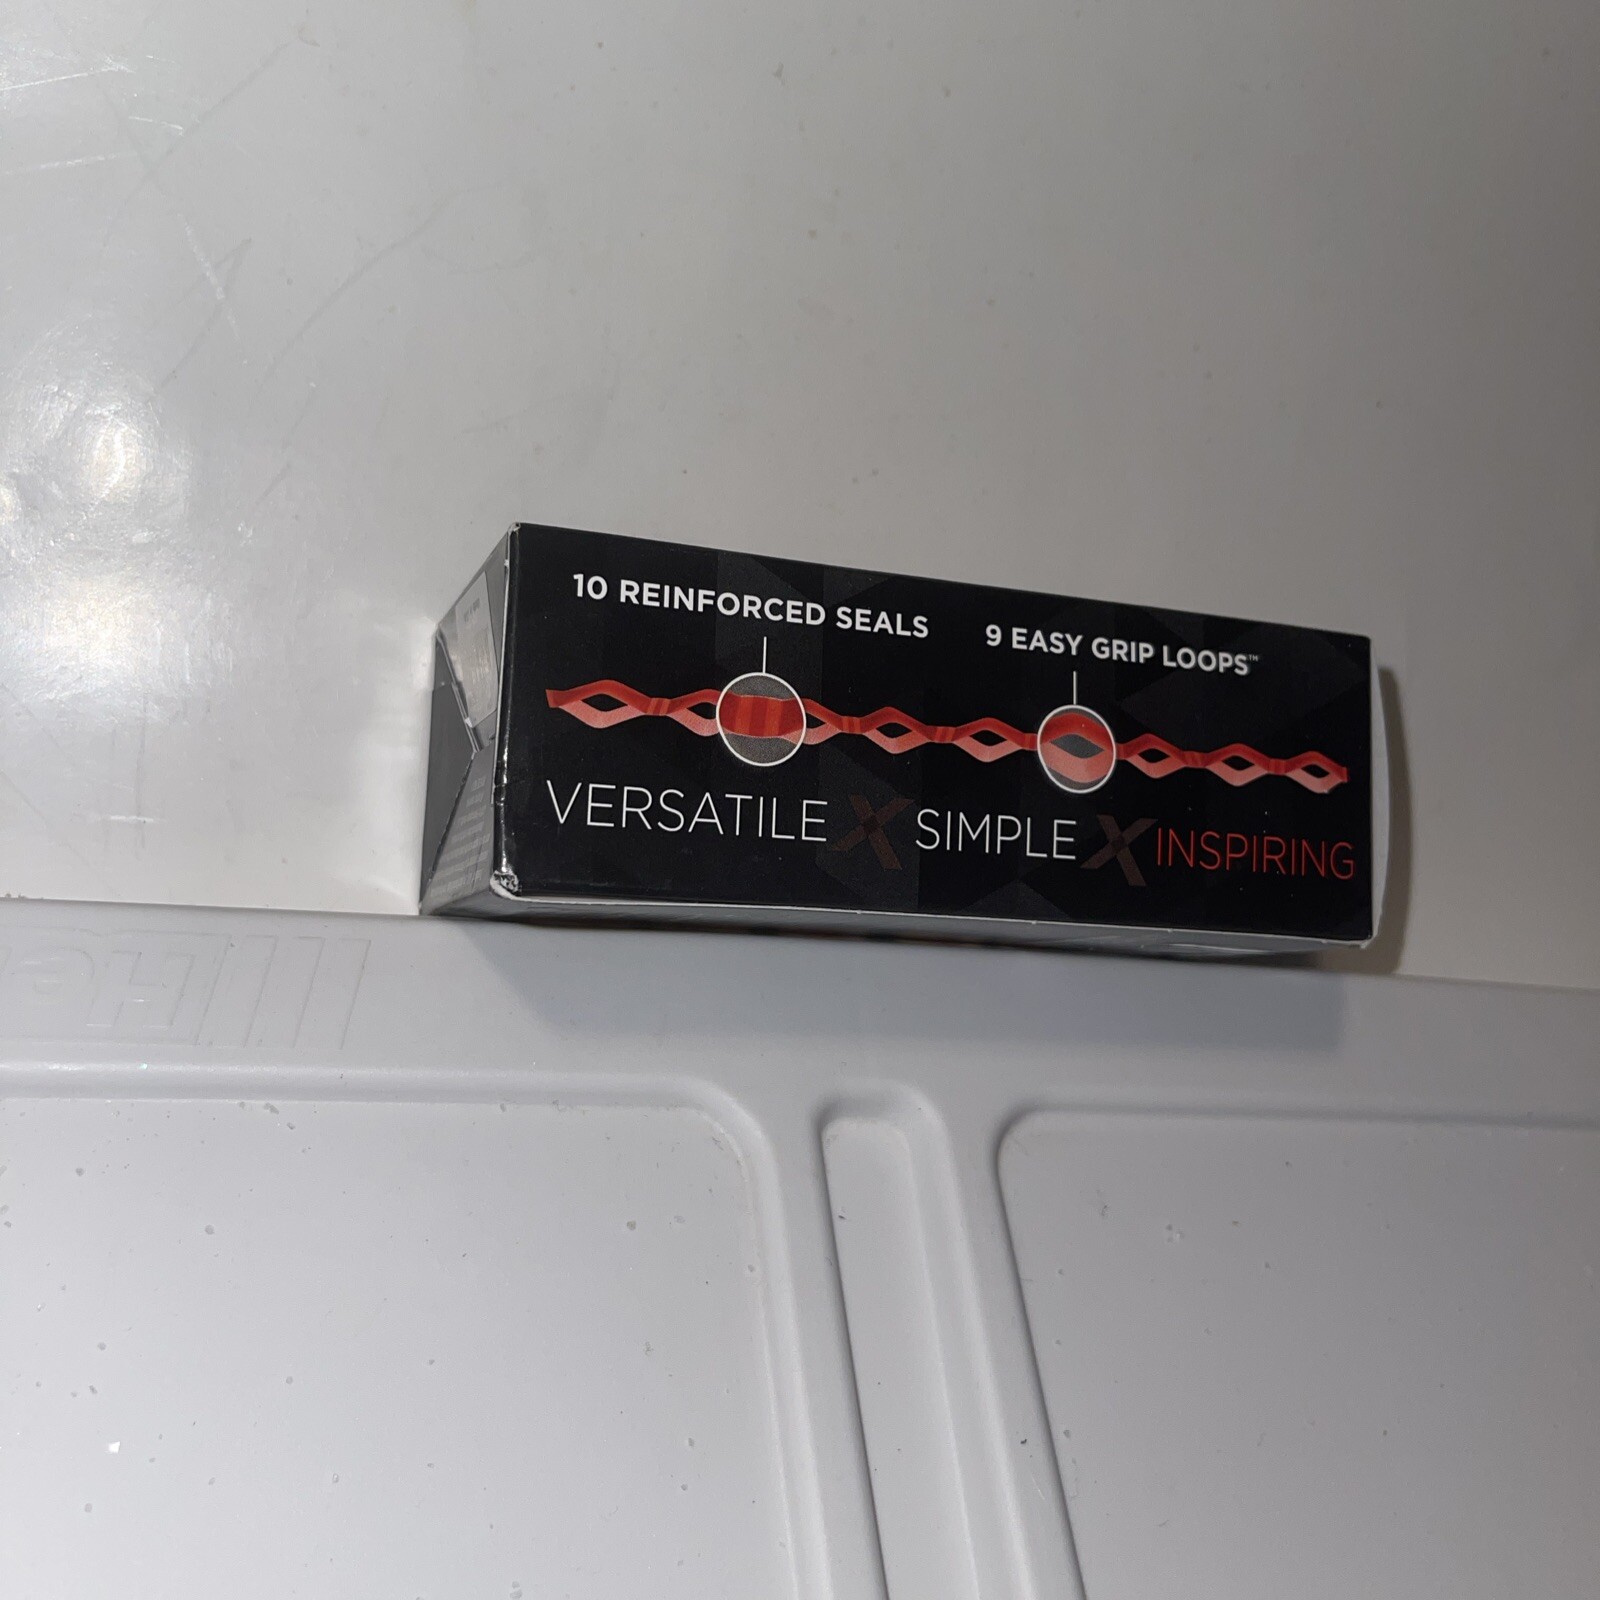 10 REINFORCED SEALS
9 EASY GRIP LOOPS™
VERSATILE X SIMPLE X INSPIRING